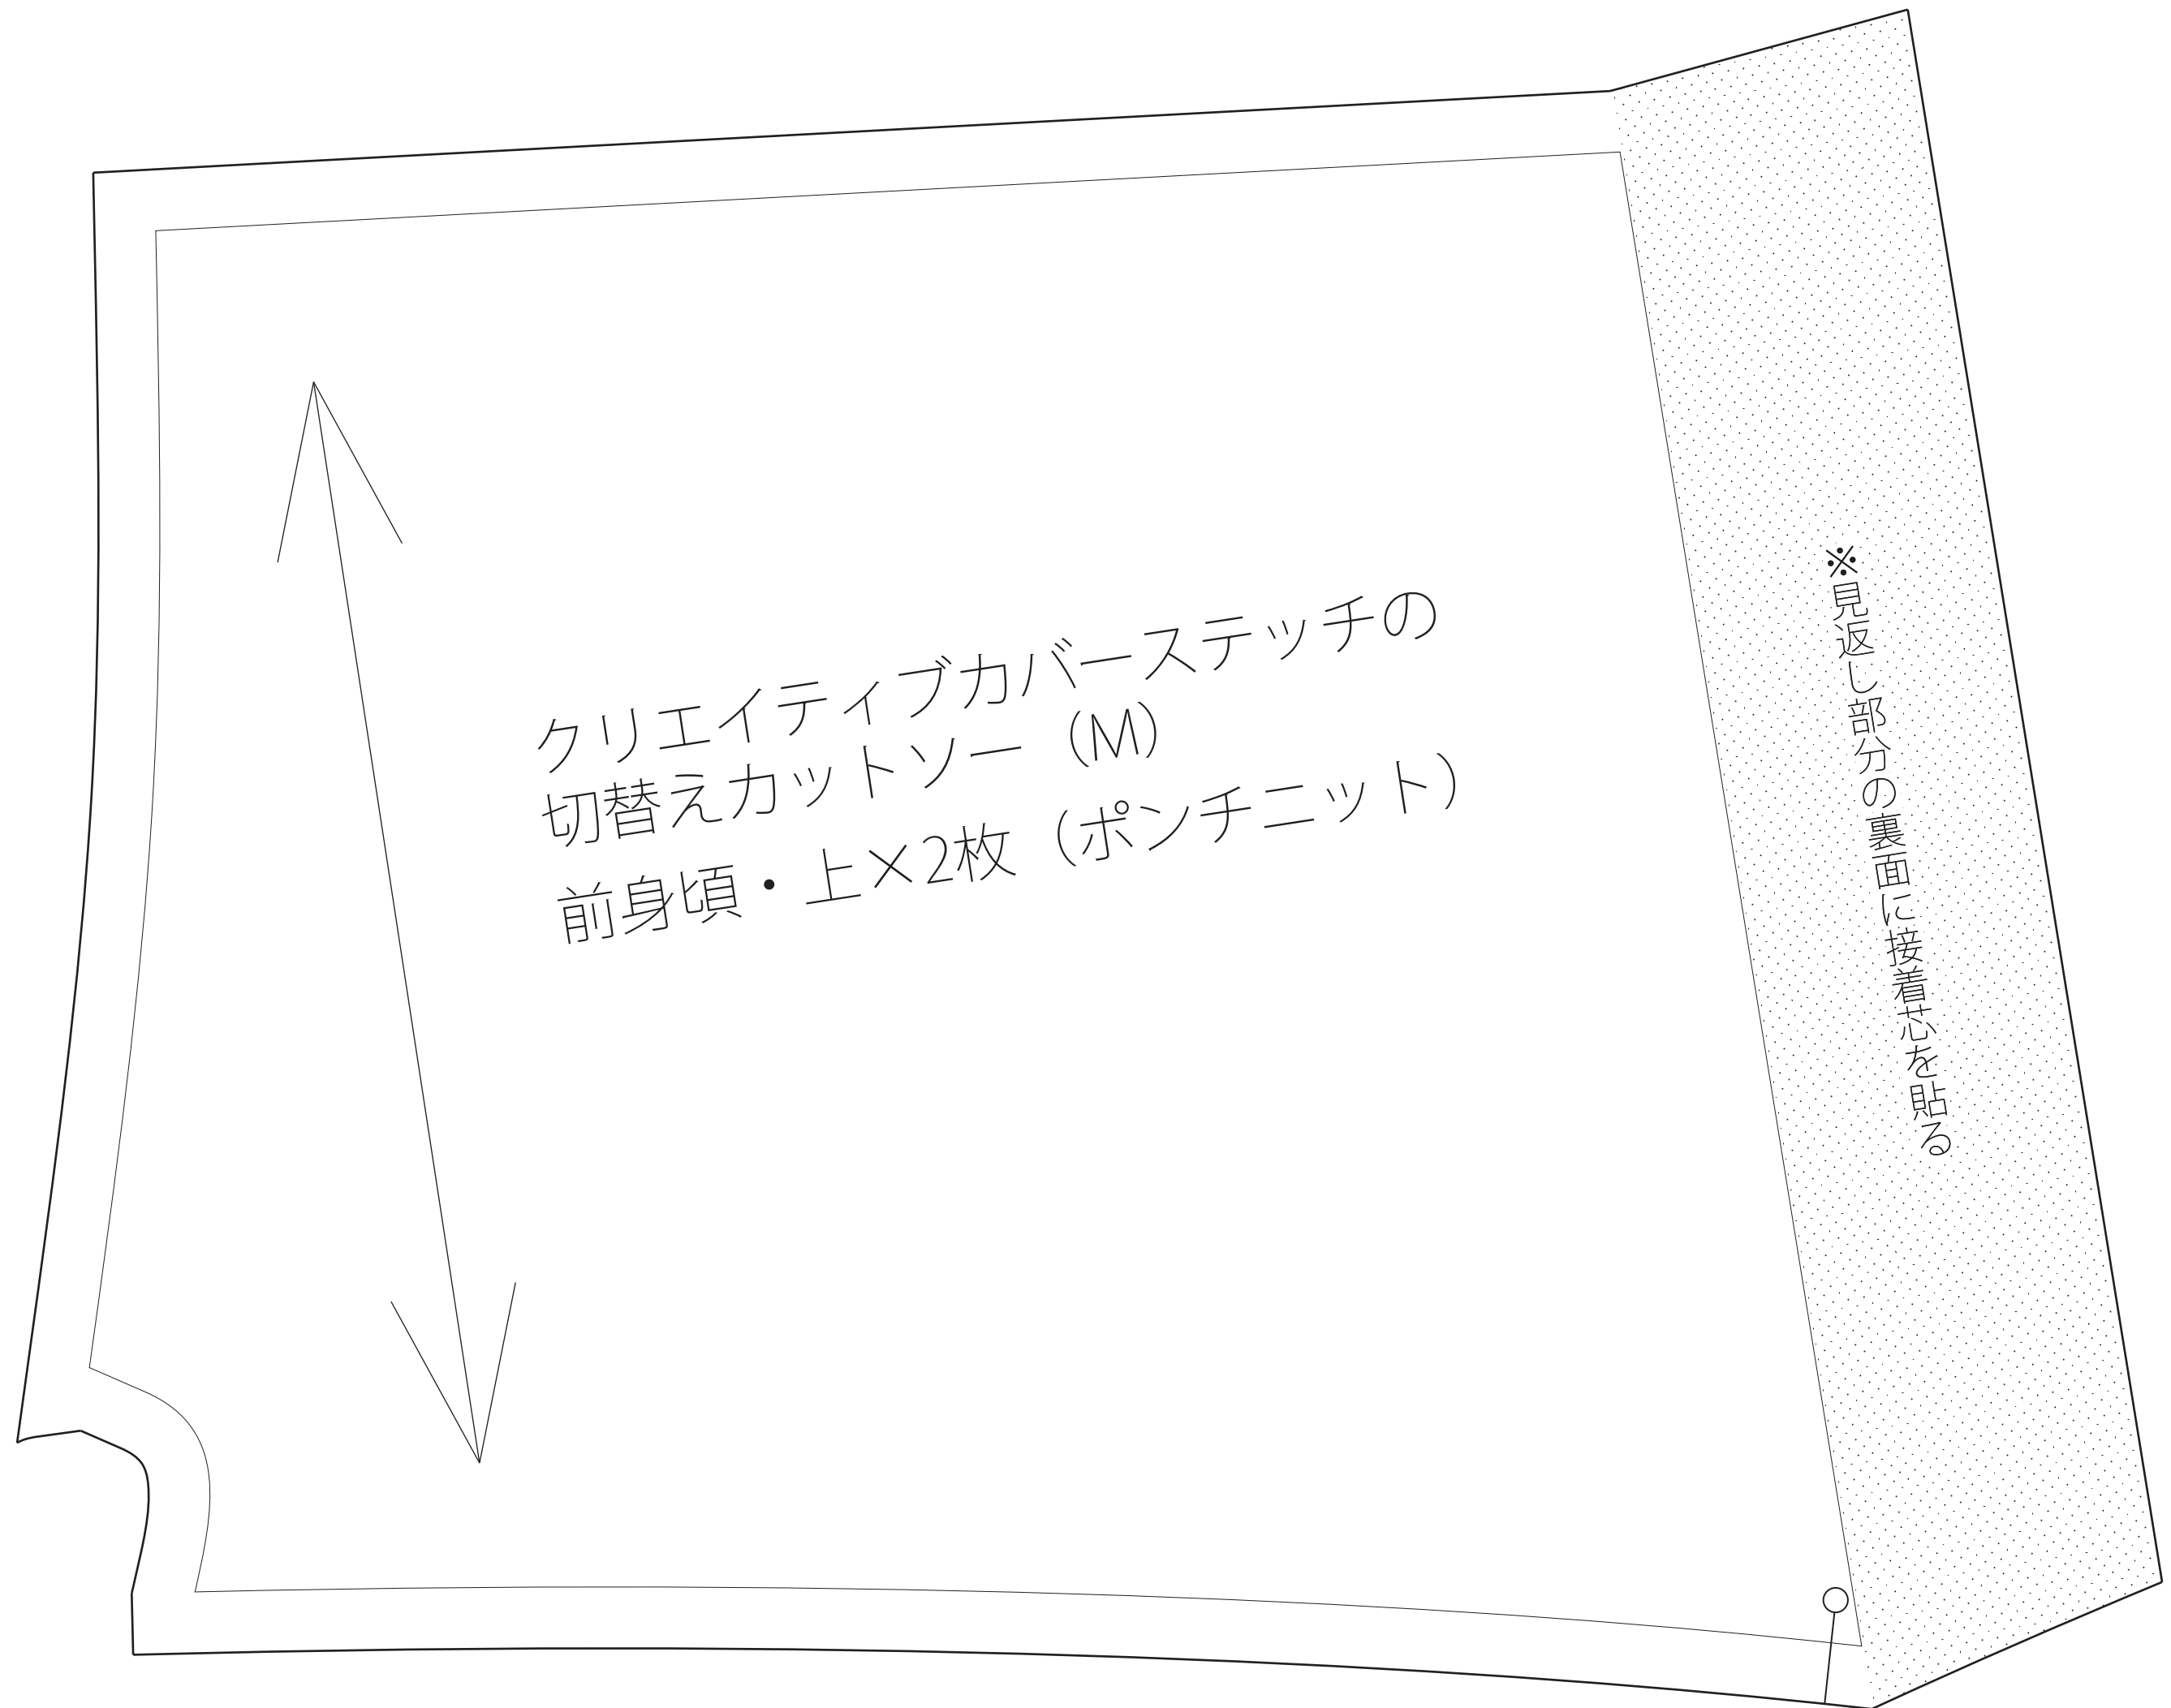 クリエイティブカバーステッチの
切替えカットソー （M）
前身頃・上×2枚 （ポンチニット）
※見返し部分の裏面に接着芯を貼る